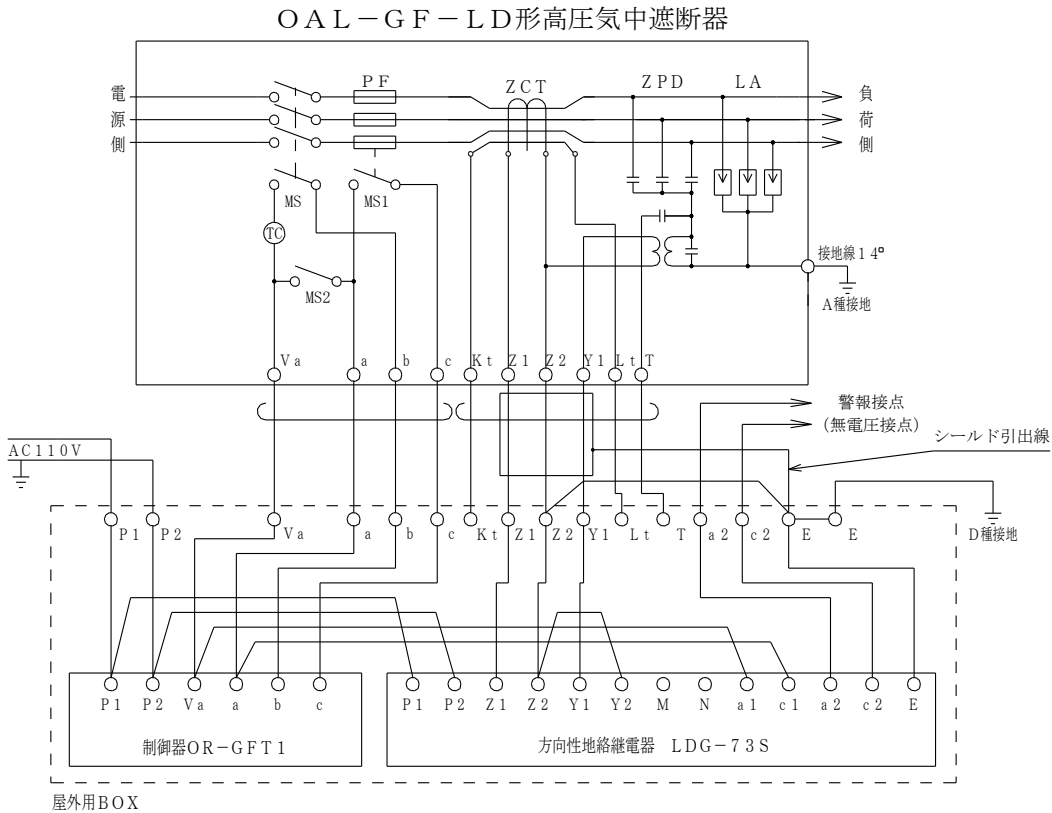 OAL－GF－LD形高圧気中遮断器
PF
ZCT
ZPD
LA
電
源
側
負
荷
側
MS
MS1
TC
MS2
接地線14□
A種接地
Va
a
b
c
Kt
Z1
Z2
Y1
Lt
T
警報接点
(無電圧接点)
シールド引出線
AC110V
P1
P2
Va
a
b
c
Kt
Z1
Z2
Y1
Lt
T
a2
c2
E
E
D種接地
P1
P2
Va
a
b
c
P1
P2
Z1
Z2
Y1
Y2
M
N
a1
c1
a2
c2
E
制御器OR－GFT1
方向性地絡継電器 LDG－73S
屋外用BOX